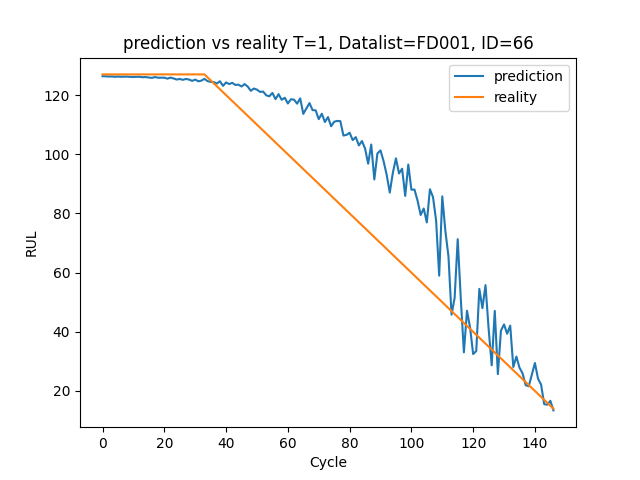 prediction vs reality T=1, Datalist=FD001, ID=66
prediction
reality
120
100
80
60
40
20
RUL
0 20 40 60 80 100 120 140
Cycle